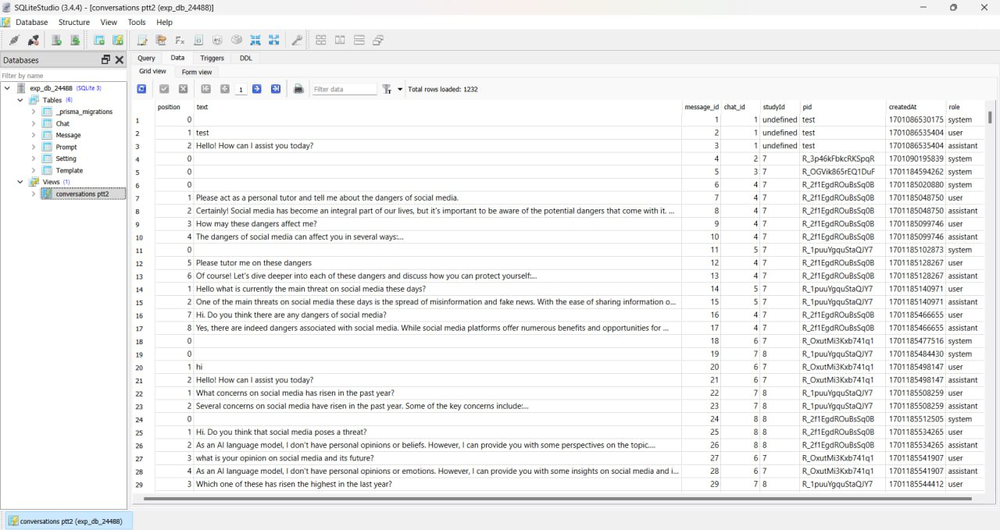 SQLiteStudio (3.4.4) - [conversations ptt2 (exp_db_24488)]
Database Structure View Tools Help
Databases
Query Data Triggers DDL
Filter by name
Grid view Form view
exp_db_24488 (SQLite 3)
Tables (6)
_prisma_migrations
Chat
Message
Prompt
Setting
Template
Views (1)
conversations ptt2
1 Filter data Total rows loaded: 1232
position text message_id chat_id studyId pid createdAt role
1 0 1 1 undefined test 1701086530175 system
2 1 test 2 1 undefined test 1701086535404 user
3 2 Hello! How can I assist you today? 3 1 undefined test 1701086535404 assistant
4 0 4 2 7 R_3p46kFbkcRKSpqR 1701090195839 system
5 0 5 3 7 R_OGVik865rEQ1DuF 1701184594262 system
6 0 6 4 7 R_2f1EgdROuBsSq0B 1701185020880 system
7 1 Please act as a personal tutor and tell me about the dangers of social media. 7 4 7 R_2f1EgdROuBsSq0B 1701185048750 user
8 2 Certainly! Social media has become an integral part of our lives, but it's important to be aware of the potential dangers that come with it. ... 8 4 7 R_2f1EgdROuBsSq0B 1701185048750 assistant
9 3 How may these dangers affect me? 9 4 7 R_2f1EgdROuBsSq0B 1701185099746 user
10 4 The dangers of social media can affect you in several ways:... 10 4 7 R_2f1EgdROuBsSq0B 1701185099746 assistant
11 0 11 5 7 R_1puuYgquStaQJY7 1701185102873 system
12 5 Please tutor me on these dangers 12 4 7 R_2f1EgdROuBsSq0B 1701185128267 user
13 6 Of course! Let's dive deeper into each of these dangers and discuss how you can protect yourself:... 13 4 7 R_2f1EgdROuBsSq0B 1701185128267 assistant
14 1 Hello what is currently the main threat on social media these days? 14 5 7 R_1puuYgquStaQJY7 1701185140971 user
15 2 One of the main threats on social media these days is the spread of misinformation and fake news. With the ease of sharing information o... 15 5 7 R_1puuYgquStaQJY7 1701185140971 assistant
16 7 Hi. Do you think there are any dangers of social media? 16 4 7 R_2f1EgdROuBsSq0B 1701185466655 user
17 8 Yes, there are indeed dangers associated with social media. While social media platforms offer numerous benefits and opportunities for ... 17 4 7 R_2f1EgdROuBsSq0B 1701185466655 assistant
18 0 18 6 7 R_OxutMi3Kxb741q1 1701185477516 system
19 0 19 7 8 R_1puuYgquStaQJY7 1701185484430 system
20 1 hi 20 6 7 R_OxutMi3Kxb741q1 1701185498147 user
21 2 Hello! How can I assist you today? 21 6 7 R_OxutMi3Kxb741q1 1701185498147 assistant
22 1 What concerns on social media has risen in the past year? 22 7 8 R_1puuYgquStaQJY7 1701185508259 user
23 2 Several concerns on social media have risen in the past year. Some of the key concerns include:... 23 7 8 R_1puuYgquStaQJY7 1701185508259 assistant
24 0 24 8 8 R_2f1EgdROuBsSq0B 1701185512505 system
25 1 Hi. Do you think that social media poses a threat? 25 8 8 R_2f1EgdROuBsSq0B 1701185534265 user
26 2 As an AI language model, I don't have personal opinions or beliefs. However, I can provide you with some perspectives on the topic.... 26 8 8 R_2f1EgdROuBsSq0B 1701185534265 assistant
27 3 what is your opinion on social media and its future? 27 6 7 R_OxutMi3Kxb741q1 1701185541907 user
28 4 As an AI language model, I don't have personal opinions or emotions. However, I can provide you with some insights on social media and i... 28 6 7 R_OxutMi3Kxb741q1 1701185541907 assistant
29 3 Which one of these has risen the highest in the last year? 29 7 8 R_1puuYgquStaQJY7 1701185544412 user
conversations ptt2 (exp_db_24488)